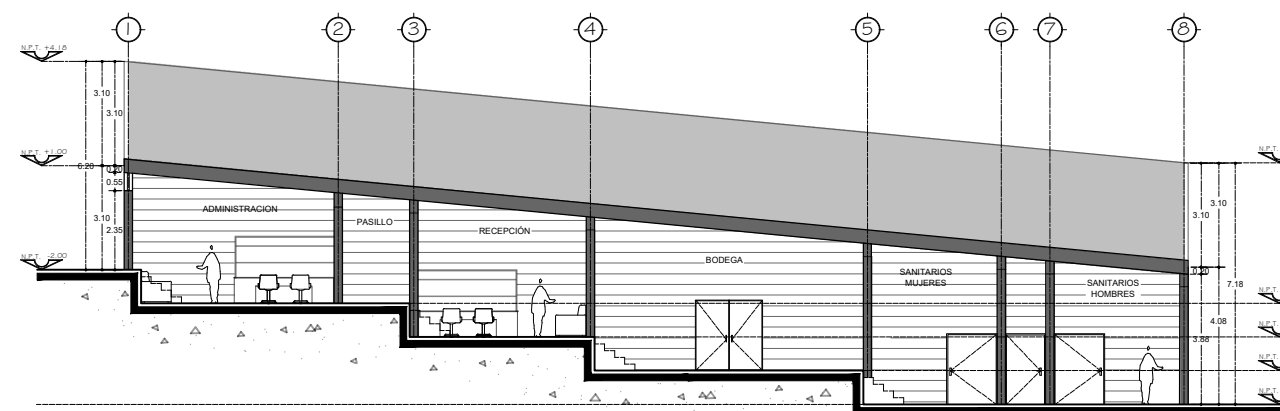 1 2 3 4 5 6 7 8
N.P.T. +4.18
3.10
3.10
N.P.T. +1.00
6.20
0.20
0.55
3.10
2.35
N.P.T. -2.00
ADMINISTRACION
PASILLO
RECEPCIÓN
BODEGA
SANITARIOS
MUJERES
SANITARIOS
HOMBRES
N.P.T.
3.10
3.10
0.20
7.18
4.08
3.88
N.P.T.
N.P.T.
N.P.T.
N.P.T.